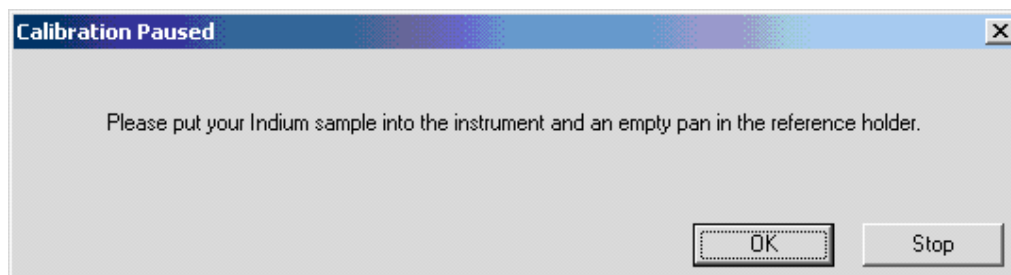 Calibration Paused
Please put your Indium sample into the instrument and an empty pan in the reference holder.
OK
Stop